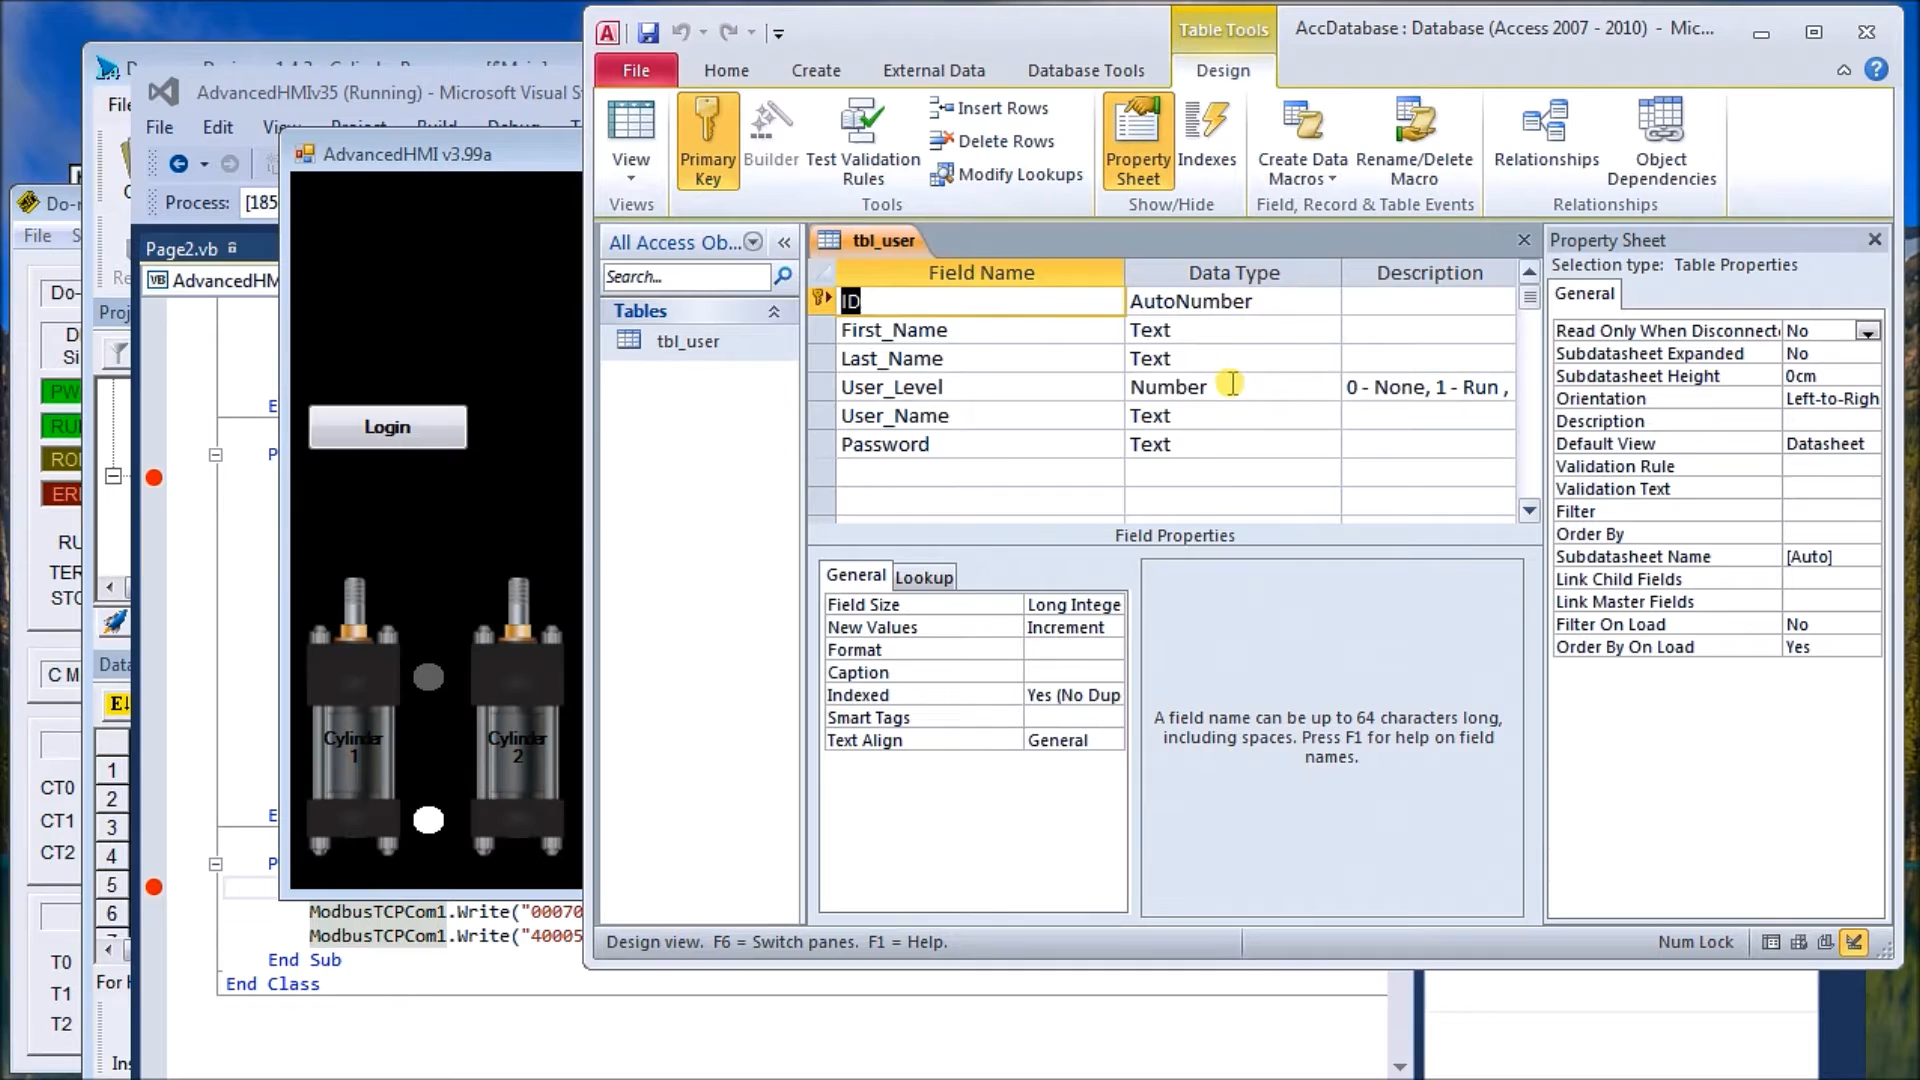 Table Tools
AccDatabase : Database (Access 2007 - 2010) - Mic...
File
Home
Create
External Data
Database Tools
Design
View
Primary
Key
Builder
Test Validation
Rules
Insert Rows
Delete Rows
Modify Lookups
Property
Sheet
Indexes
Create Data
Macros
Rename/Delete
Macro
Relationships
Object
Dependencies
Views
Tools
Show/Hide
Field, Record & Table Events
Relationships
AdvancedHMIv35 (Running) - Microsoft Visual St
File
Edit
AdvancedHMI v3.99a
Process:
[185
Page2.vb
AdvancedHM
File
Login
Cylinder
1
Cylinder
2
ModbusTCPCom1.Write("00070
ModbusTCPCom1.Write("40005
End Sub
End Class
C M
CT0
CT1
CT2
T0
T1
T2
1
2
3
4
5
6
All Access Ob...
Search...
Tables
tbl_user
tbl_user
Field Name
Data Type
Description
ID
AutoNumber
First_Name
Text
Last_Name
Text
User_Level
Number
0 - None, 1 - Run ,
User_Name
Text
Password
Text
Field Properties
General
Lookup
Field Size
Long Intege
New Values
Increment
Format
Caption
Indexed
Yes (No Dup
Smart Tags
Text Align
General
A field name can be up to 64 characters long,
including spaces. Press F1 for help on field
names.
Property Sheet
Selection type: Table Properties
General
Read Only When Disconnecte
No
Subdatasheet Expanded
No
Subdatasheet Height
0cm
Orientation
Left-to-Righ
Description
Default View
Datasheet
Validation Rule
Validation Text
Filter
Order By
Subdatasheet Name
[Auto]
Link Child Fields
Link Master Fields
Filter On Load
No
Order By On Load
Yes
Design view. F6 = Switch panes. F1 = Help.
Num Lock